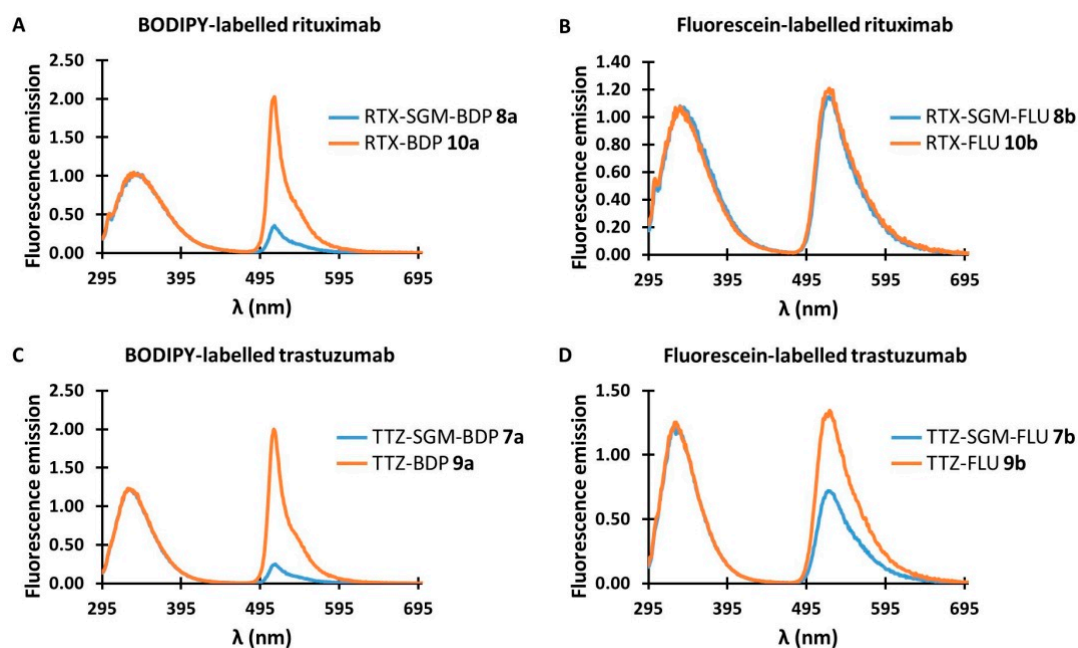 A
BODIPY-labelled rituximab
2.50
2.00
1.50
1.00
0.50
0.00
Fluorescence emission
RTX-SGM-BDP 8a
RTX-BDP 10a
295 395 495 595 695
λ (nm)
B
Fluorescein-labelled rituximab
1.40
1.20
1.00
0.80
0.60
0.40
0.20
0.00
Fluorescence emission
RTX-SGM-FLU 8b
RTX-FLU 10b
295 395 495 595 695
λ (nm)
C
BODIPY-labelled trastuzumab
2.50
2.00
1.50
1.00
0.50
0.00
Fluorescence emission
TTZ-SGM-BDP 7a
TTZ-BDP 9a
295 395 495 595 695
λ (nm)
D
Fluorescein-labelled trastuzumab
1.50
1.00
0.50
0.00
Fluorescence emission
TTZ-SGM-FLU 7b
TTZ-FLU 9b
295 395 495 595 695
λ (nm)